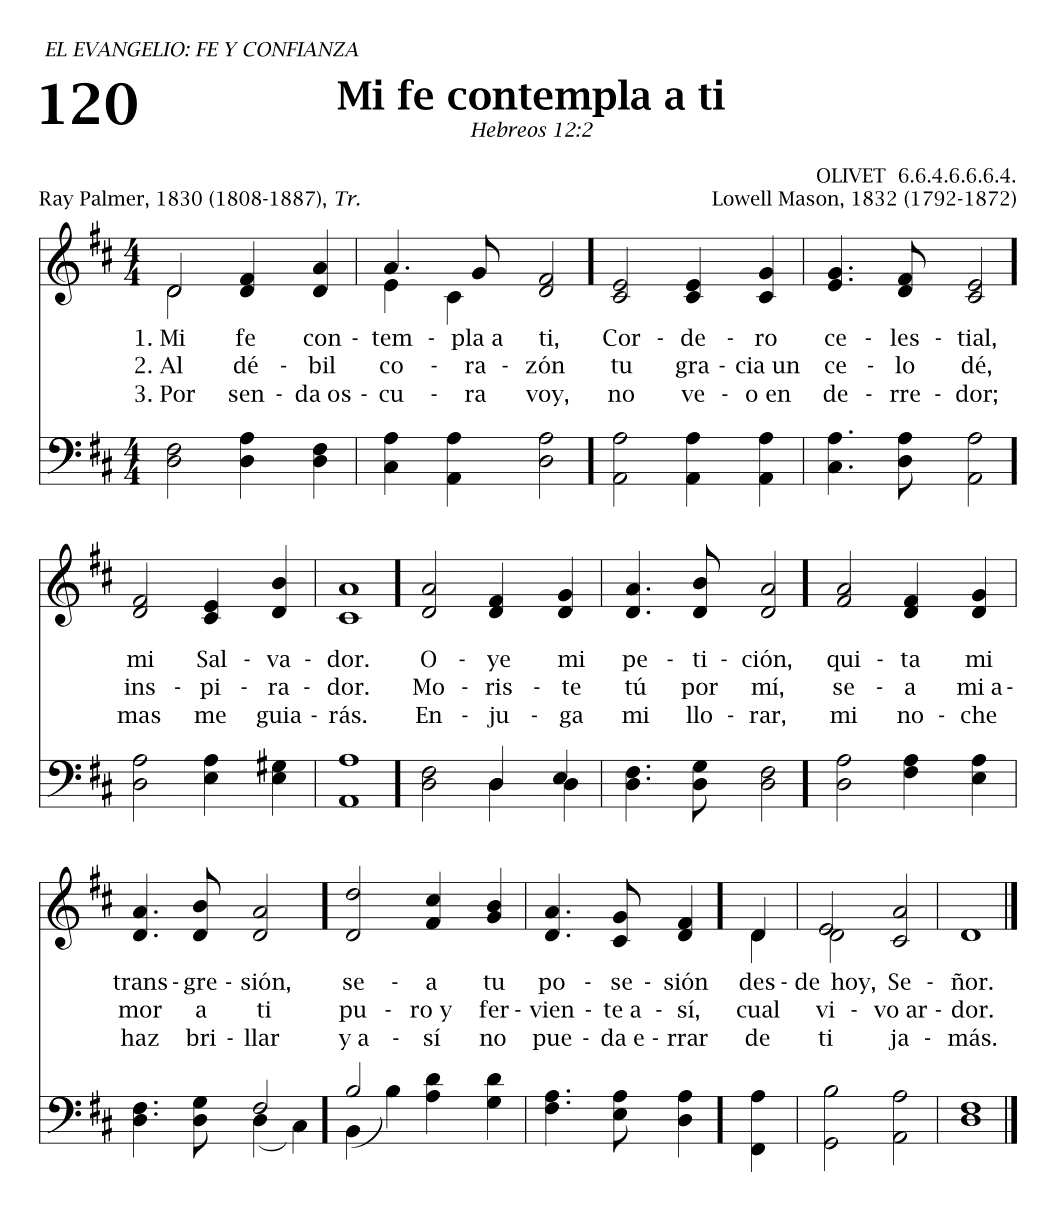 EL EVANGELIO: FE Y CONFIANZA
120 Mi fe contempla a ti
Hebreos 12:2
OLIVET 6.6.4.6.6.6.4.
Ray Palmer, 1830 (1808-1887), Tr. Lowell Mason, 1832 (1792-1872)
4 4
1. Mi fe con - tem - pla a ti, Cor - de - ro ce - les - tial,
2. Al dé - bil co - ra - zón tu gra - cia un ce - lo dé,
3. Por sen - da os - cu - ra voy, no ve - o en de - rre - dor;
4 4
mi Sal - va - dor. O - ye mi pe - ti - ción, qui - ta mi
ins - pi - ra - dor. Mo - ris - te tú por mí, se - a mi a -
mas me guia - rás. En - ju - ga mi llo - rar, mi no - che
trans - gre - sión, se - a tu po - se - sión des - de hoy, Se - ñor.
mor a ti pu - ro y fer - vien - te a - sí, cual vi - vo ar - dor.
haz bri - llar y a - sí no pue - da e - rrar de ti ja - más.